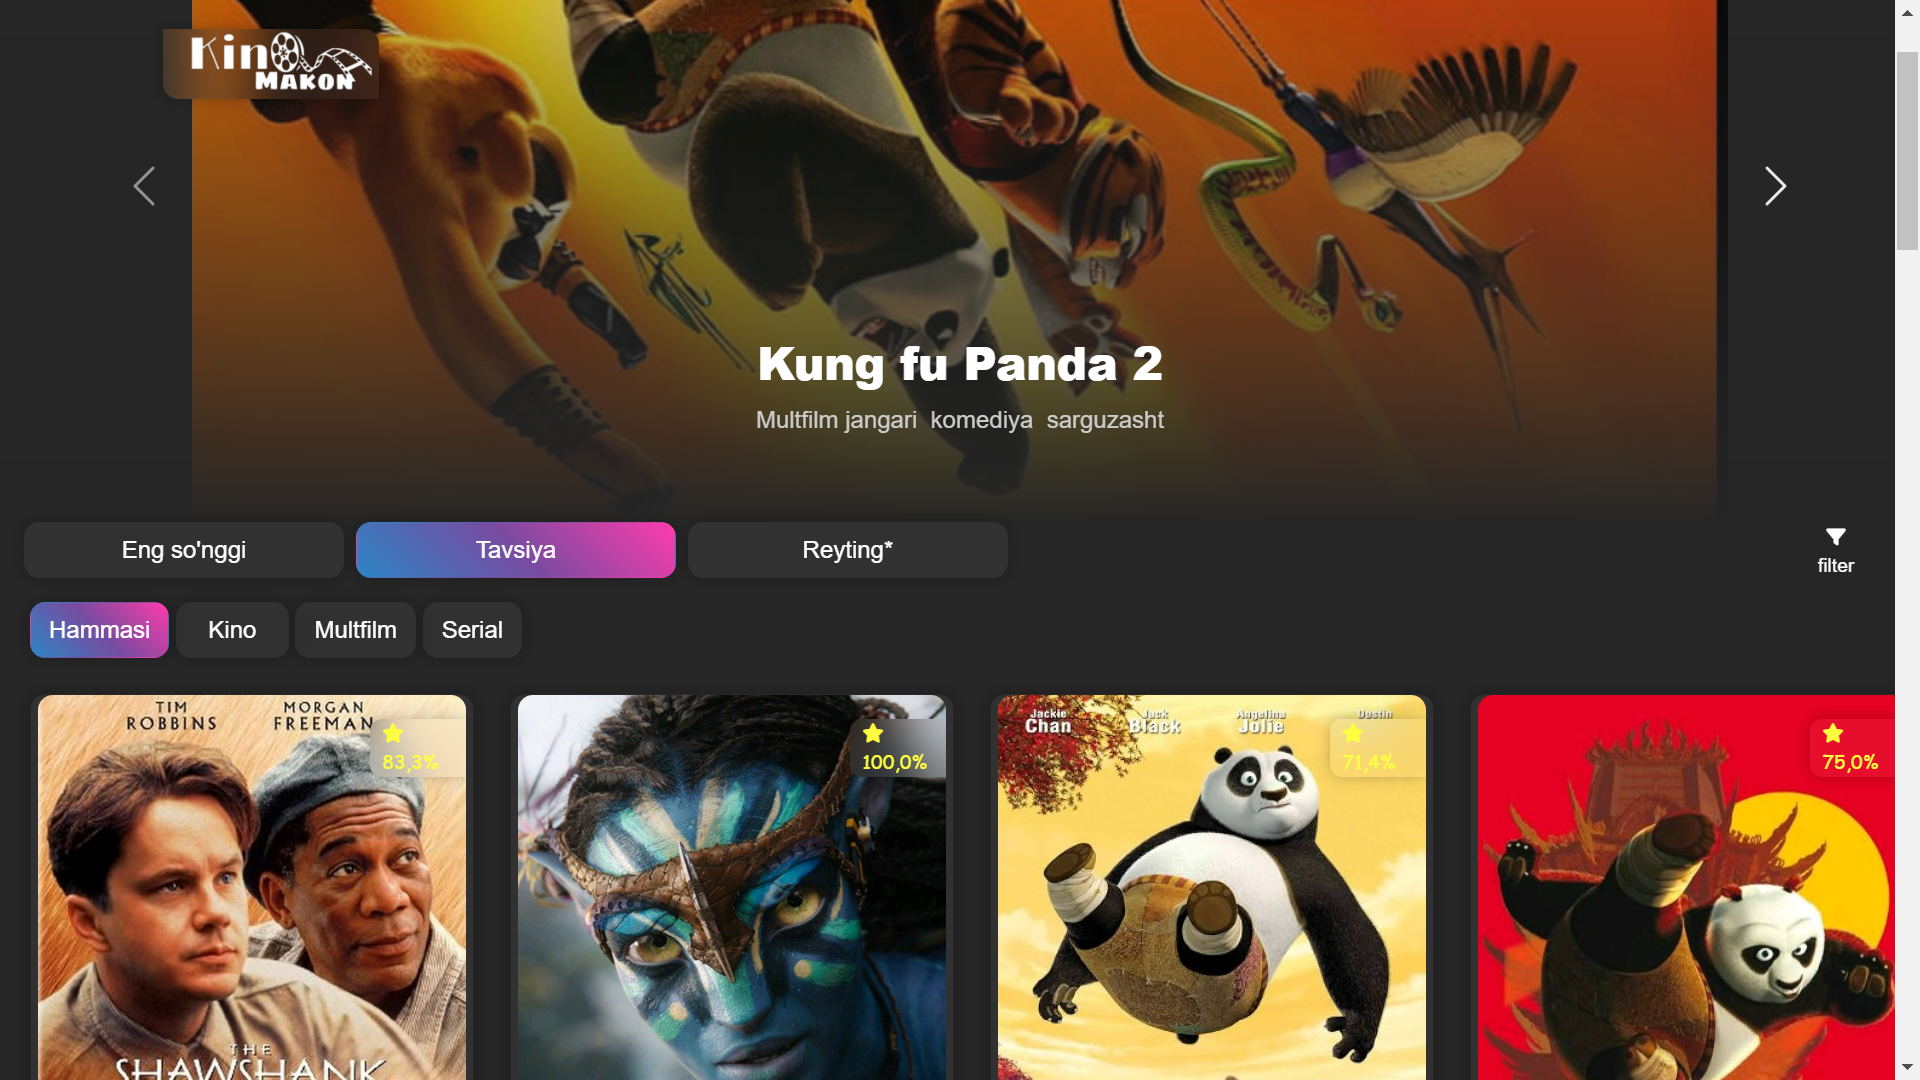 Kino
MAKON
Kung fu Panda 2
Multfilm jangari komediya sarguzasht
Eng so'nggi
Tavsiya
Reyting*
filter
Hammasi
Kino
Multfilm
Serial
TIM
ROBBINS
MORGAN
FREEMAN
83,3%
THE
SHAWSHANK
100,0%
Jackie
Chan
Jack
Black
Angelina
Jolie
Dustin
71,4%
75,0%